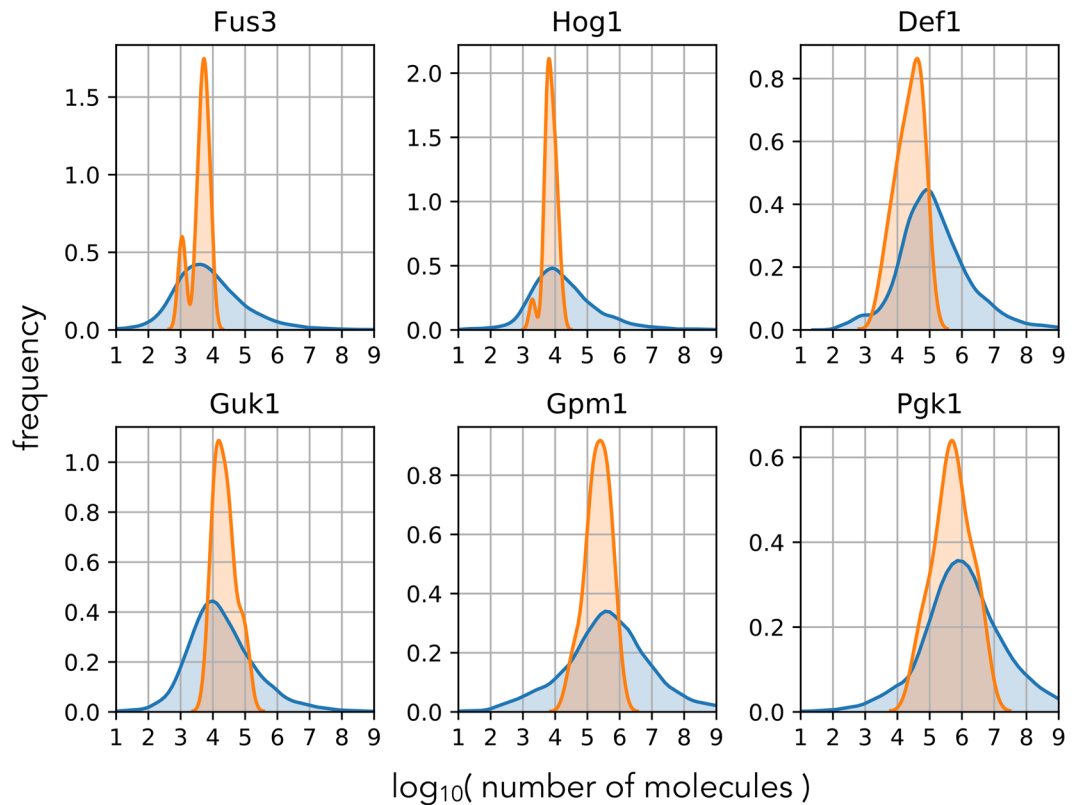 Fus3 Hog1 Def1
1.5 2.0 0.8
1.0 1.5 0.6
0.5 1.0 0.4
0.0 0.5 0.2
0.0 0.0
1 2 3 4 5 6 7 8 9 1 2 3 4 5 6 7 8 9 1 2 3 4 5 6 7 8 9
frequency
Guk1 Gpm1 Pgk1
1.0 0.8 0.6
0.8 0.6 0.4
0.6 0.4 0.2
0.4 0.2 0.0
0.2 0.0
0.0
1 2 3 4 5 6 7 8 9 1 2 3 4 5 6 7 8 9 1 2 3 4 5 6 7 8 9
log₁₀( number of molecules )